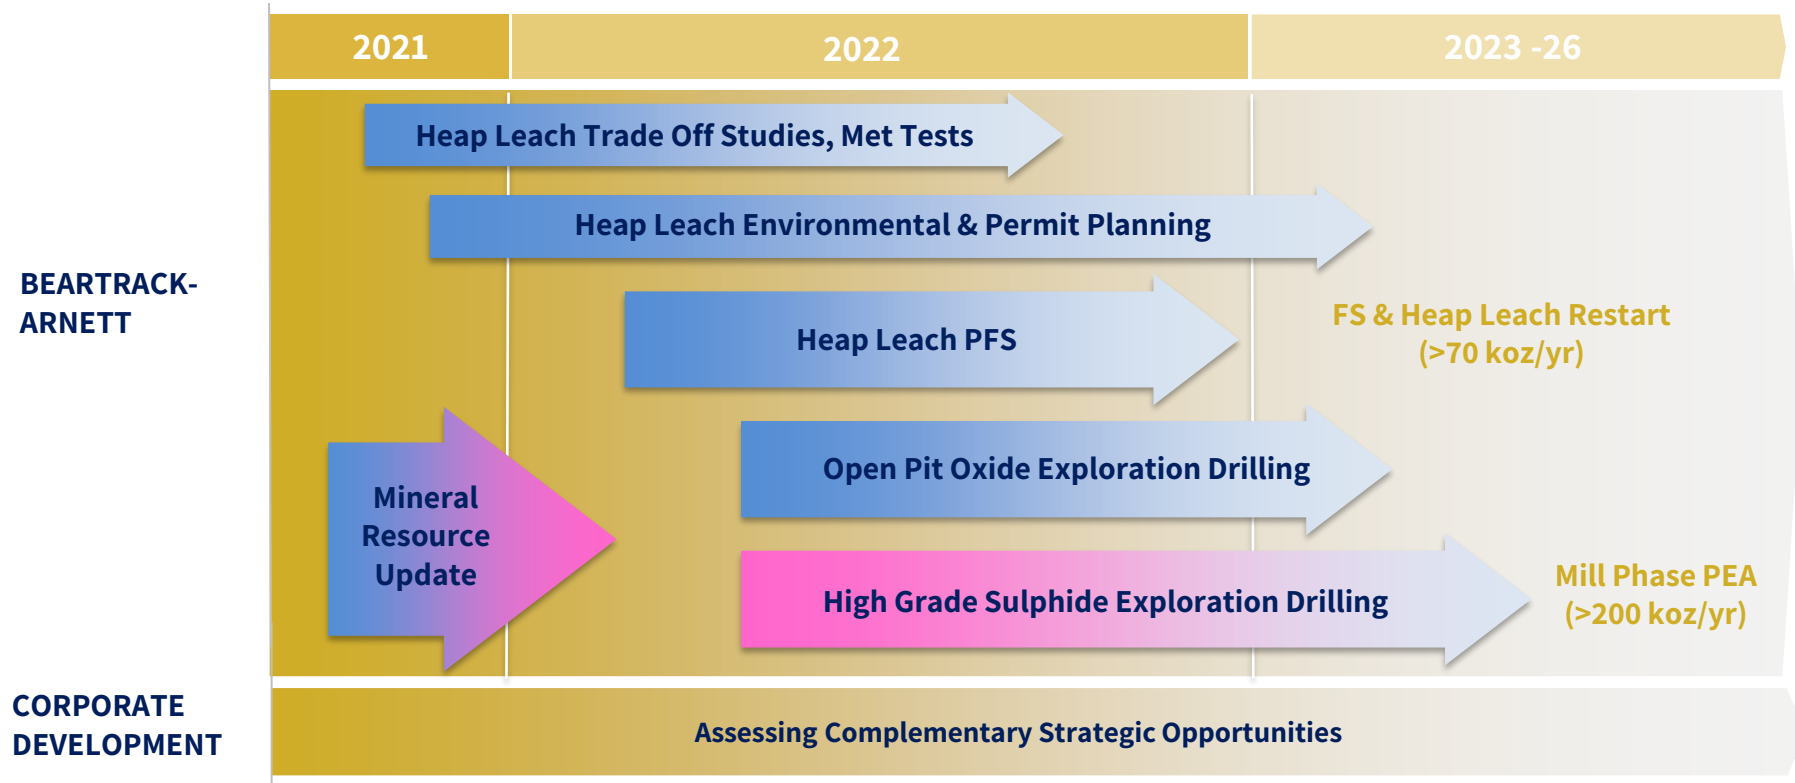 2021
2022
2023 -26
Heap Leach Trade Off Studies, Met Tests
Heap Leach Environmental & Permit Planning
BEARTRACK-
ARNETT
Heap Leach PFS
FS & Heap Leach Restart
(>70 koz/yr)
Open Pit Oxide Exploration Drilling
Mineral
Resource
Update
High Grade Sulphide Exploration Drilling
Mill Phase PEA
(>200 koz/yr)
CORPORATE
DEVELOPMENT
Assessing Complementary Strategic Opportunities